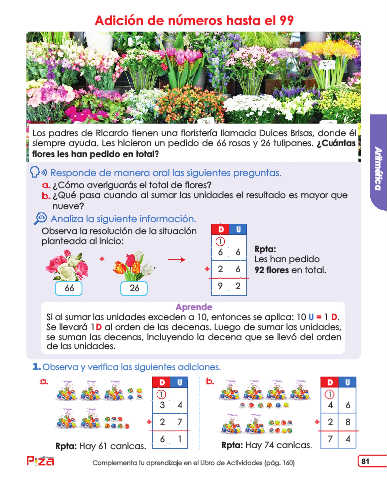 Adición de números hasta el 99
Los padres de Ricardo tienen una floristería llamada Dulces Brisas, donde él
siempre ayuda. Les hicieron un pedido de 66 rosas y 26 tulipanes. ¿Cuántas
flores les han pedido en total?
Aritmética
Responde de manera oral las siguientes preguntas.
a. ¿Cómo averiguarás el total de flores?
b. ¿Qué pasa cuando al sumar las unidades el resultado es mayor que
nueve?
Analiza la siguiente información.
Observa la resolución de la situación
planteada al inicio:
66 + 26
D U
1
6 6
+ 2 6
9 2
Rpta:
Les han pedido
92 flores en total.
Aprende
Si al sumar las unidades exceden a 10, entonces se aplica: 10 U = 1 D.
Se llevará 1D al orden de las decenas. Luego de sumar las unidades,
se suman las decenas, incluyendo la decena que se llevó del orden
de las unidades.
1. Observa y verifica las siguientes adiciones.
a.
D U
1
3 4
+ 2 7
6 1
Rpta: Hay 61 canicas.
b.
D U
1
4 6
+ 2 8
7 4
Rpta: Hay 74 canicas.
Piza
Complementa tu aprendizaje en el Libro de Actividades (pág. 160)
81